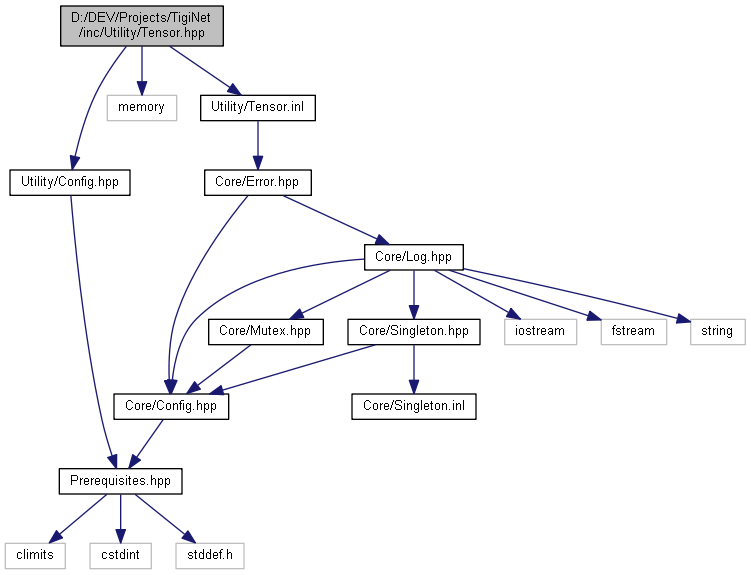 D:/DEV/Projects/TigiNet
/inc/Utility/Tensor.hpp
memory
Utility/Tensor.inl
Utility/Config.hpp
Core/Error.hpp
Core/Log.hpp
Core/Mutex.hpp
Core/Singleton.hpp
iostream
fstream
string
Core/Config.hpp
Core/Singleton.inl
Prerequisites.hpp
climits
cstdint
stddef.h